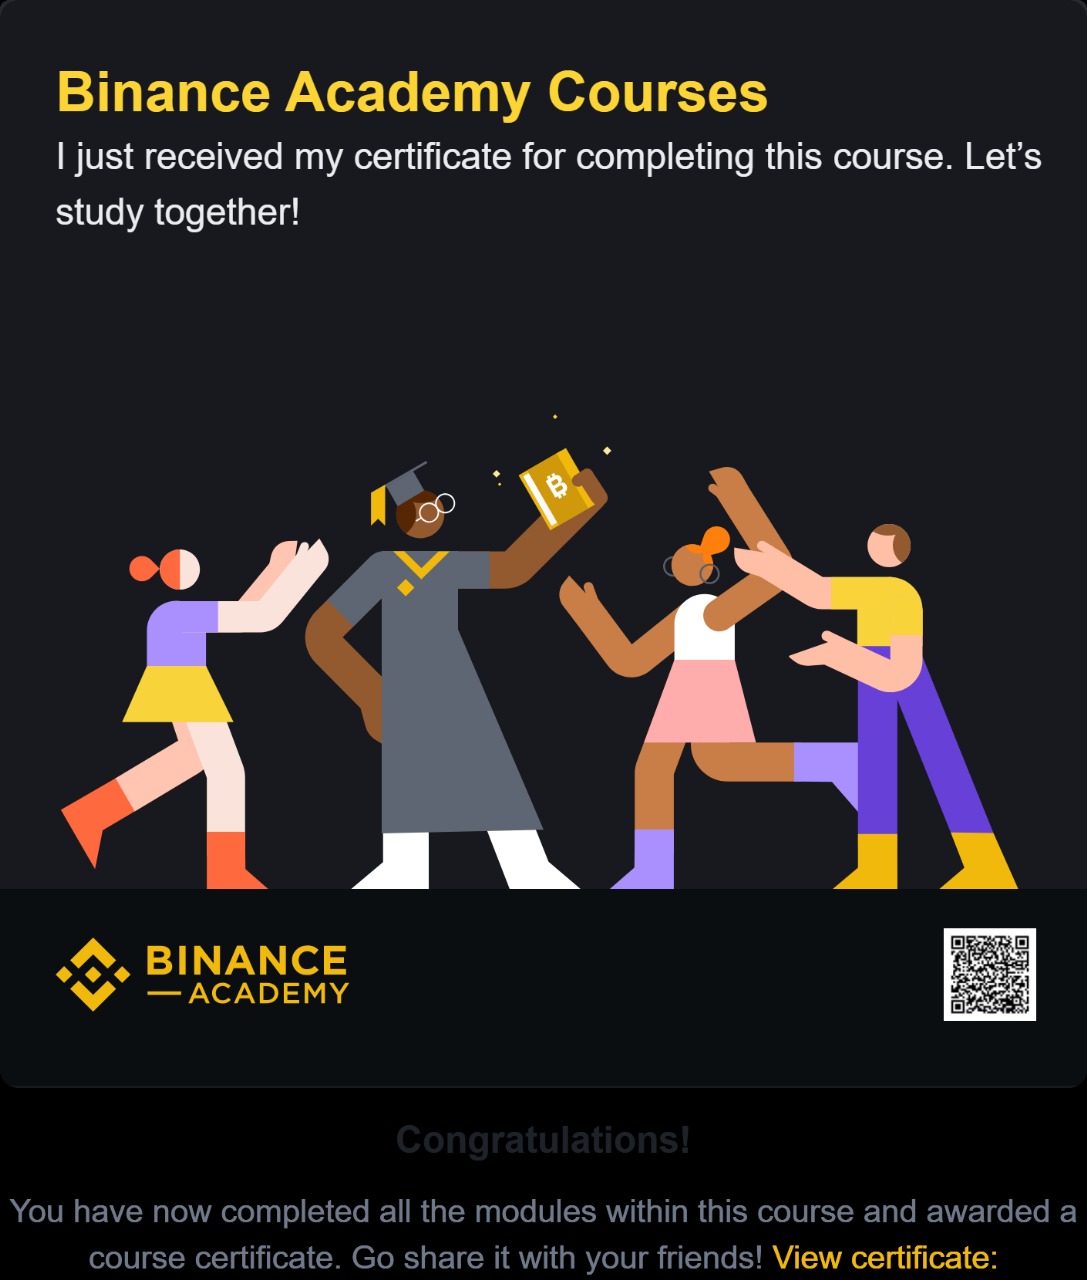 Binance Academy Courses
I just received my certificate for completing this course. Let’s
study together!
₿
BINANCE
ACADEMY
Congratulations!
You have now completed all the modules within this course and awarded a
course certificate. Go share it with your friends! View certificate: